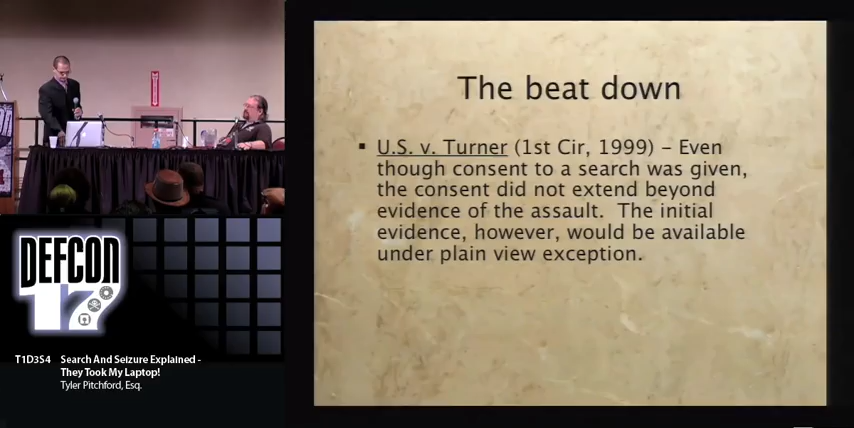 The beat down
▪ U.S. v. Turner (1st Cir, 1999) – Even
though consent to a search was given,
the consent did not extend beyond
evidence of the assault.  The initial
evidence, however, would be available
under plain view exception.
DEFCON
17
T1D3S4 Search And Seizure Explained -
They Took My Laptop!
Tyler Pitchford, Esq.